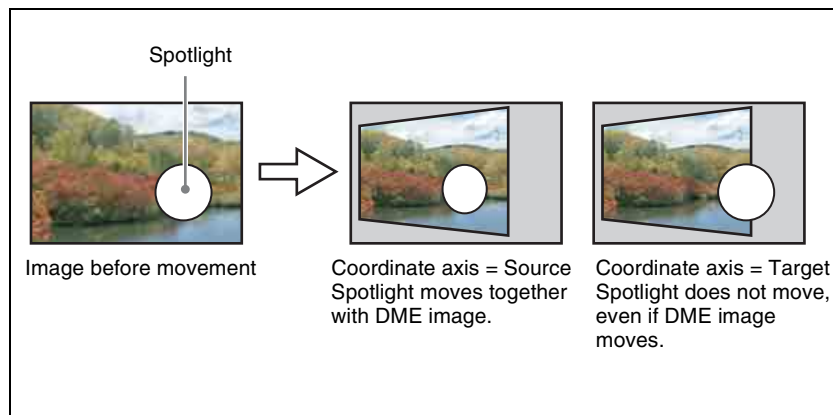 Spotlight
Image before movement
Coordinate axis = Source
Spotlight moves together
with DME image.
Coordinate axis = Target
Spotlight does not move,
even if DME image
moves.